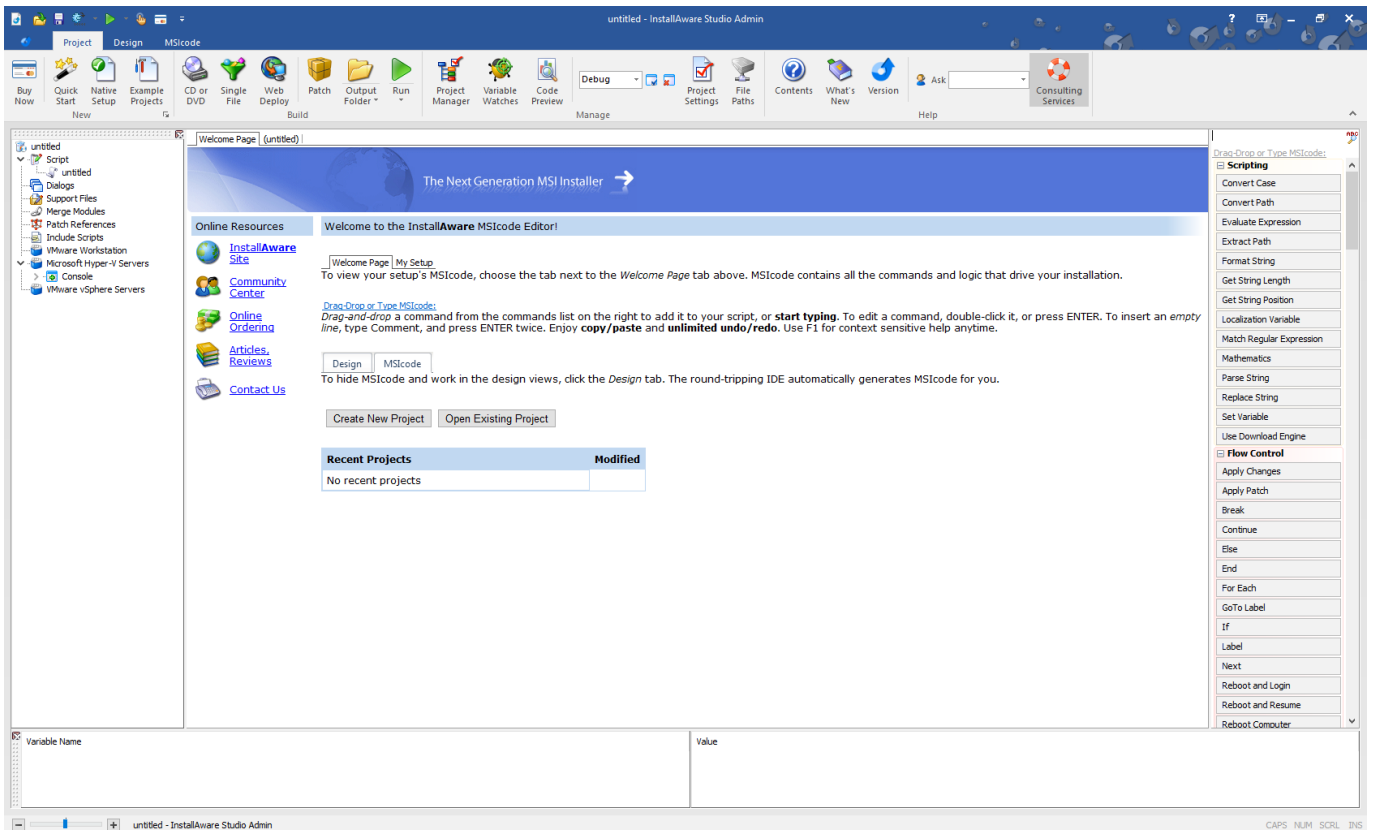 untitled - InstallAware Studio Admin
Project Design MSIcode
Buy Now
Quick Start
Native Setup
Example Projects
New
CD or DVD
Single File
Web Deploy
Patch
Output Folder
Run
Build
Project Manager
Variable Watches
Code Preview
Debug
Project Settings
File Paths
Manage
Contents
What's New
Version
Ask
Help
Consulting Services
untitled
Script
untitled
Dialogs
Support Files
Merge Modules
Patch References
Include Scripts
VMware Workstation
Microsoft Hyper-V Servers
Console
VMware vSphere Servers
Welcome Page (untitled)
The Next Generation MSI Installer
Online Resources
InstallAware Site
Community Center
Online Ordering
Articles, Reviews
Contact Us
Welcome to the InstallAware MSIcode Editor!
Welcome Page My Setup
To view your setup's MSIcode, choose the tab next to the Welcome Page tab above. MSIcode contains all the commands and logic that drive your installation.
Drag-Drop or Type MSIcode:
Drag-and-drop a command from the commands list on the right to add it to your script, or start typing. To edit a command, double-click it, or press ENTER. To insert an empty
line, type Comment, and press ENTER twice. Enjoy copy/paste and unlimited undo/redo. Use F1 for context sensitive help anytime.
Design MSIcode
To hide MSIcode and work in the design views, click the Design tab. The round-tripping IDE automatically generates MSIcode for you.
Create New Project Open Existing Project
Recent Projects Modified
No recent projects
ABC
Drag-Drop or Type MSIcode:
Scripting
Convert Case
Convert Path
Evaluate Expression
Extract Path
Format String
Get String Length
Get String Position
Localization Variable
Match Regular Expression
Mathematics
Parse String
Replace String
Set Variable
Use Download Engine
Flow Control
Apply Changes
Apply Patch
Break
Continue
Else
End
For Each
GoTo Label
If
Label
Next
Reboot and Login
Reboot and Resume
Reboot Computer
Variable Name Value
untitled - InstallAware Studio Admin
CAPS NUM SCRL INS